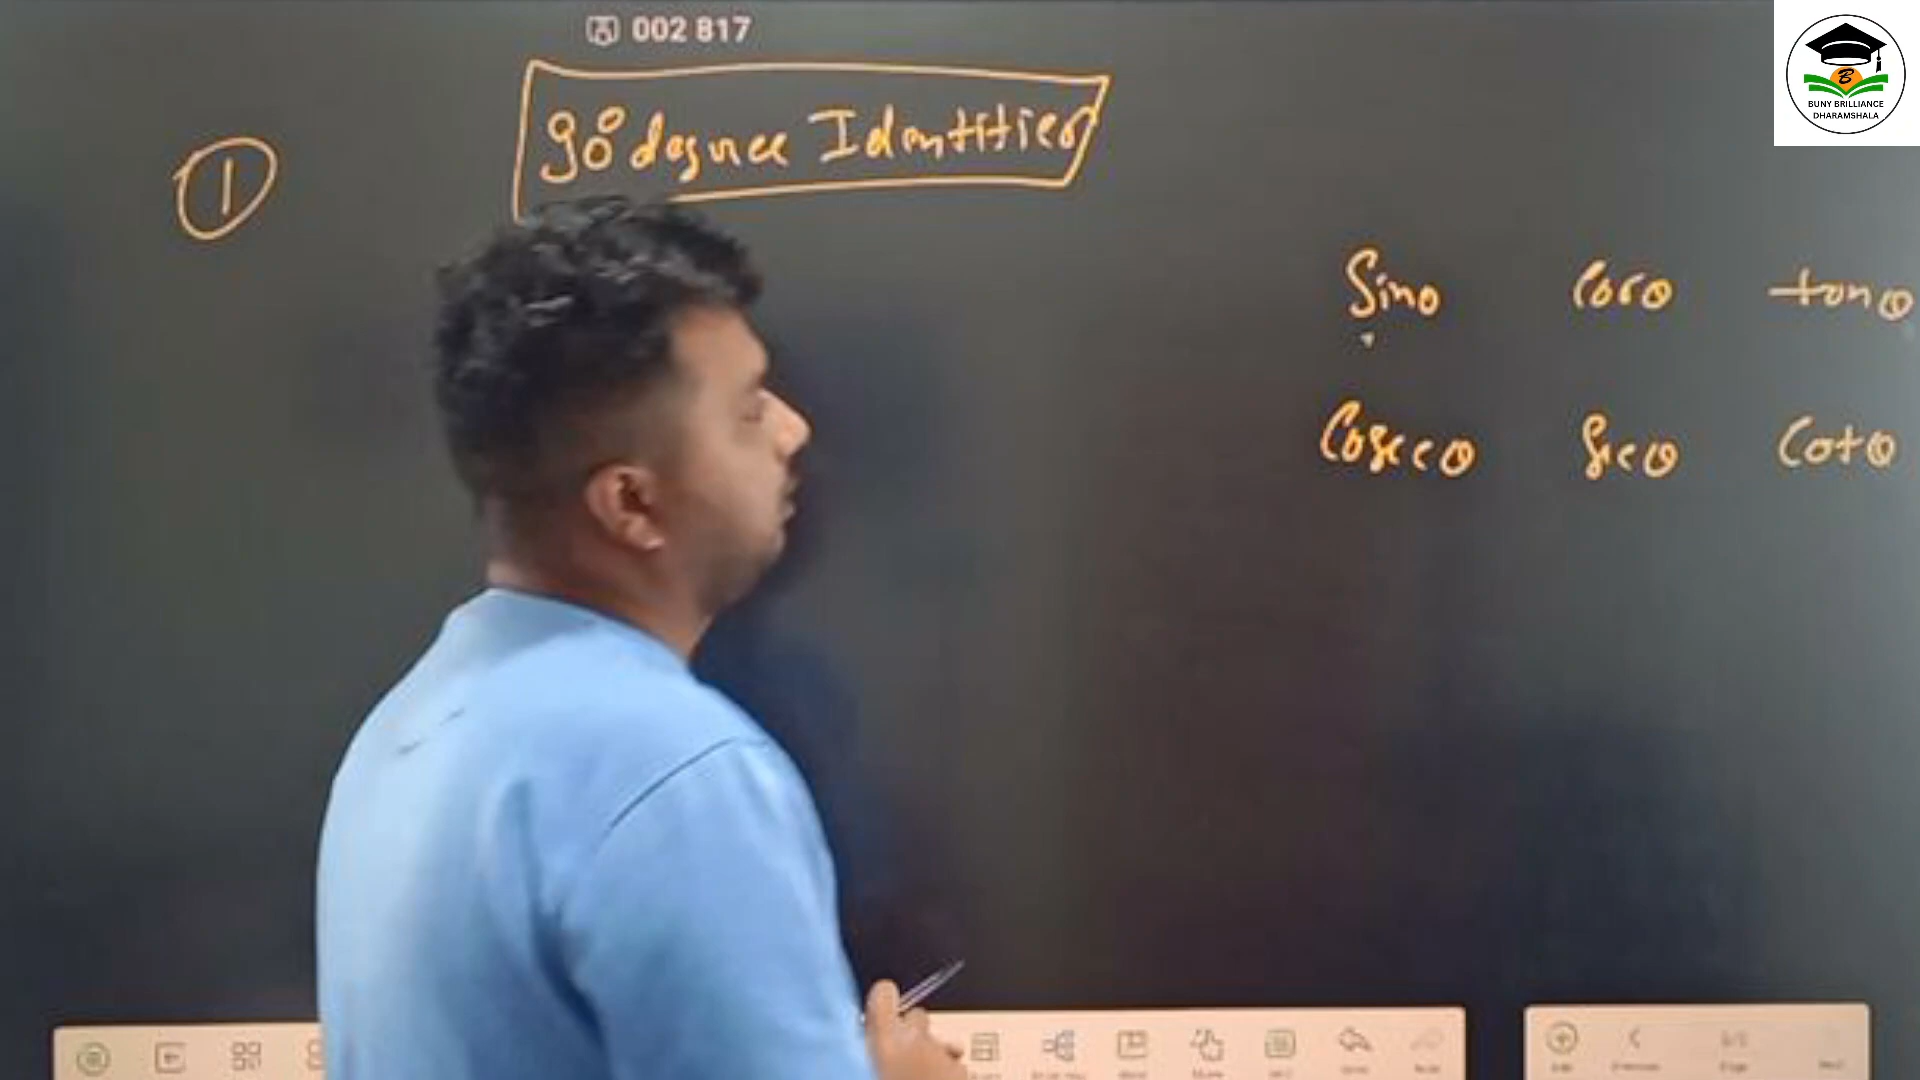 002 817
90° degree Identities
1
Sinθ Cosθ tanθ
Cosecθ Secθ Cotθ
B
BUNY BRILLIANCE
DHARAMSHALA